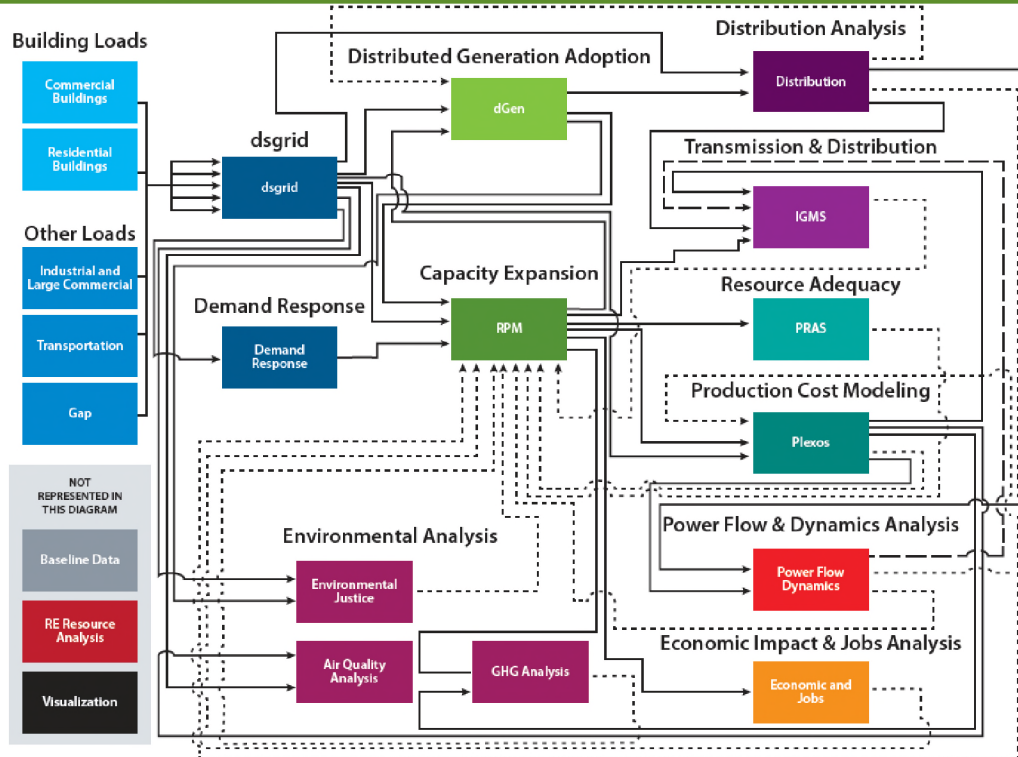 Building Loads
Commercial
Buildings
Residential
Buildings
Other Loads
Industrial and
Large Commercial
Transportation
Gap
NOT
REPRESENTED IN
THIS DIAGRAM
Baseline Data
RE Resource
Analysis
Visualization
dsgrid
dsgrid
Demand Response
Demand
Response
Distributed Generation Adoption
dGen
Capacity Expansion
RPM
Environmental Analysis
Environmental
Justice
Air Quality
Analysis
GHG Analysis
Distribution Analysis
Distribution
Transmission & Distribution
IGMS
Resource Adequacy
PRAS
Production Cost Modeling
Plexos
Power Flow & Dynamics Analysis
Power Flow
Dynamics
Economic Impact & Jobs Analysis
Economic and
Jobs